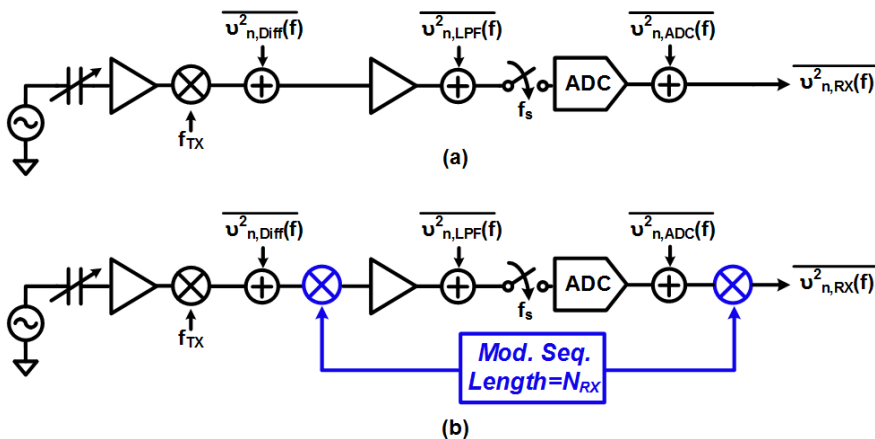 υ²n,Diff(f) υ²n,LPF(f) υ²n,ADC(f)
ADC υ²n,RX(f)
fTX fs
(a)
υ²n,Diff(f) υ²n,LPF(f) υ²n,ADC(f)
ADC υ²n,RX(f)
fTX fs
Mod. Seq.
Length=NRX
(b)